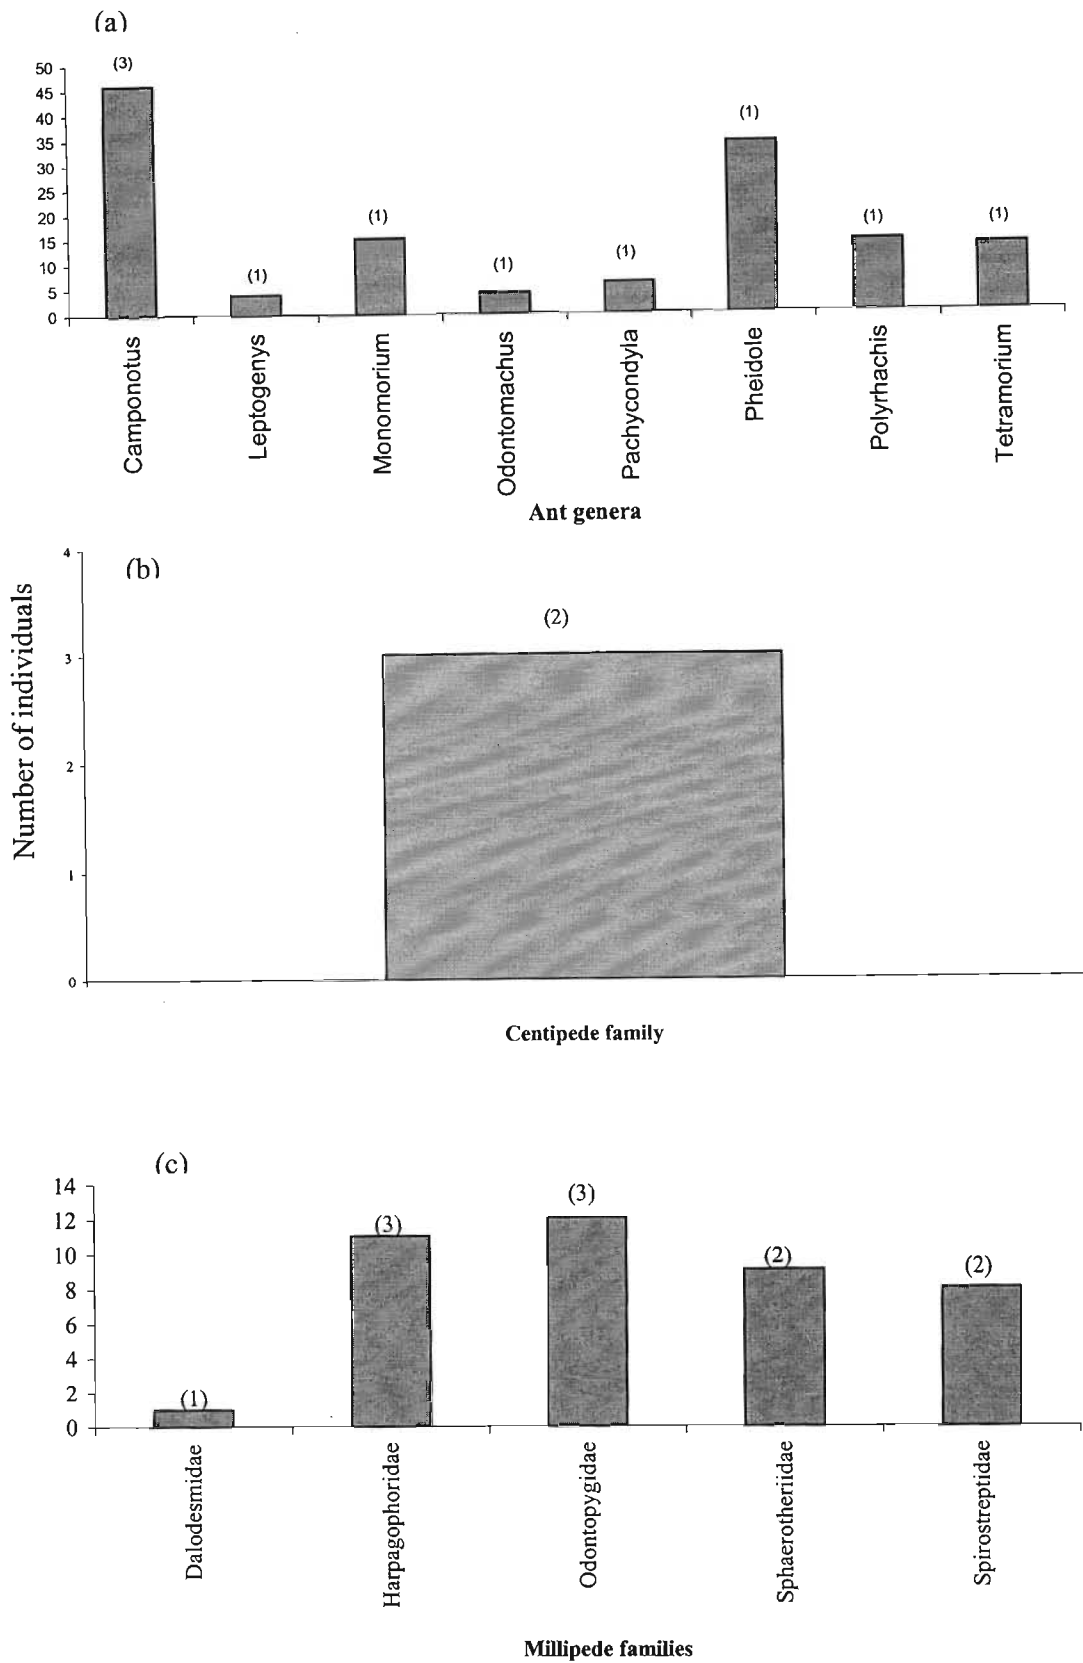 (a)
50
45
40
35
30
25
20
15
10
5
0
(3)
(1)
(1)
(1)
(1)
(1)
(1)
(1)
Camponotus
Leptogenys
Monomorium
Odontomachus
Pachycondyla
Pheidole
Polyrhachis
Tetramorium
Ant genera
(b)
Number of individuals
4
3
2
1
0
(2)
Centipede family
(c)
14
12
10
8
6
4
2
0
(1)
(3)
(3)
(2)
(2)
Dalodesmidae
Harpagophoridae
Odontopygidae
Sphaerotheriidae
Spirostreptidae
Millipede families